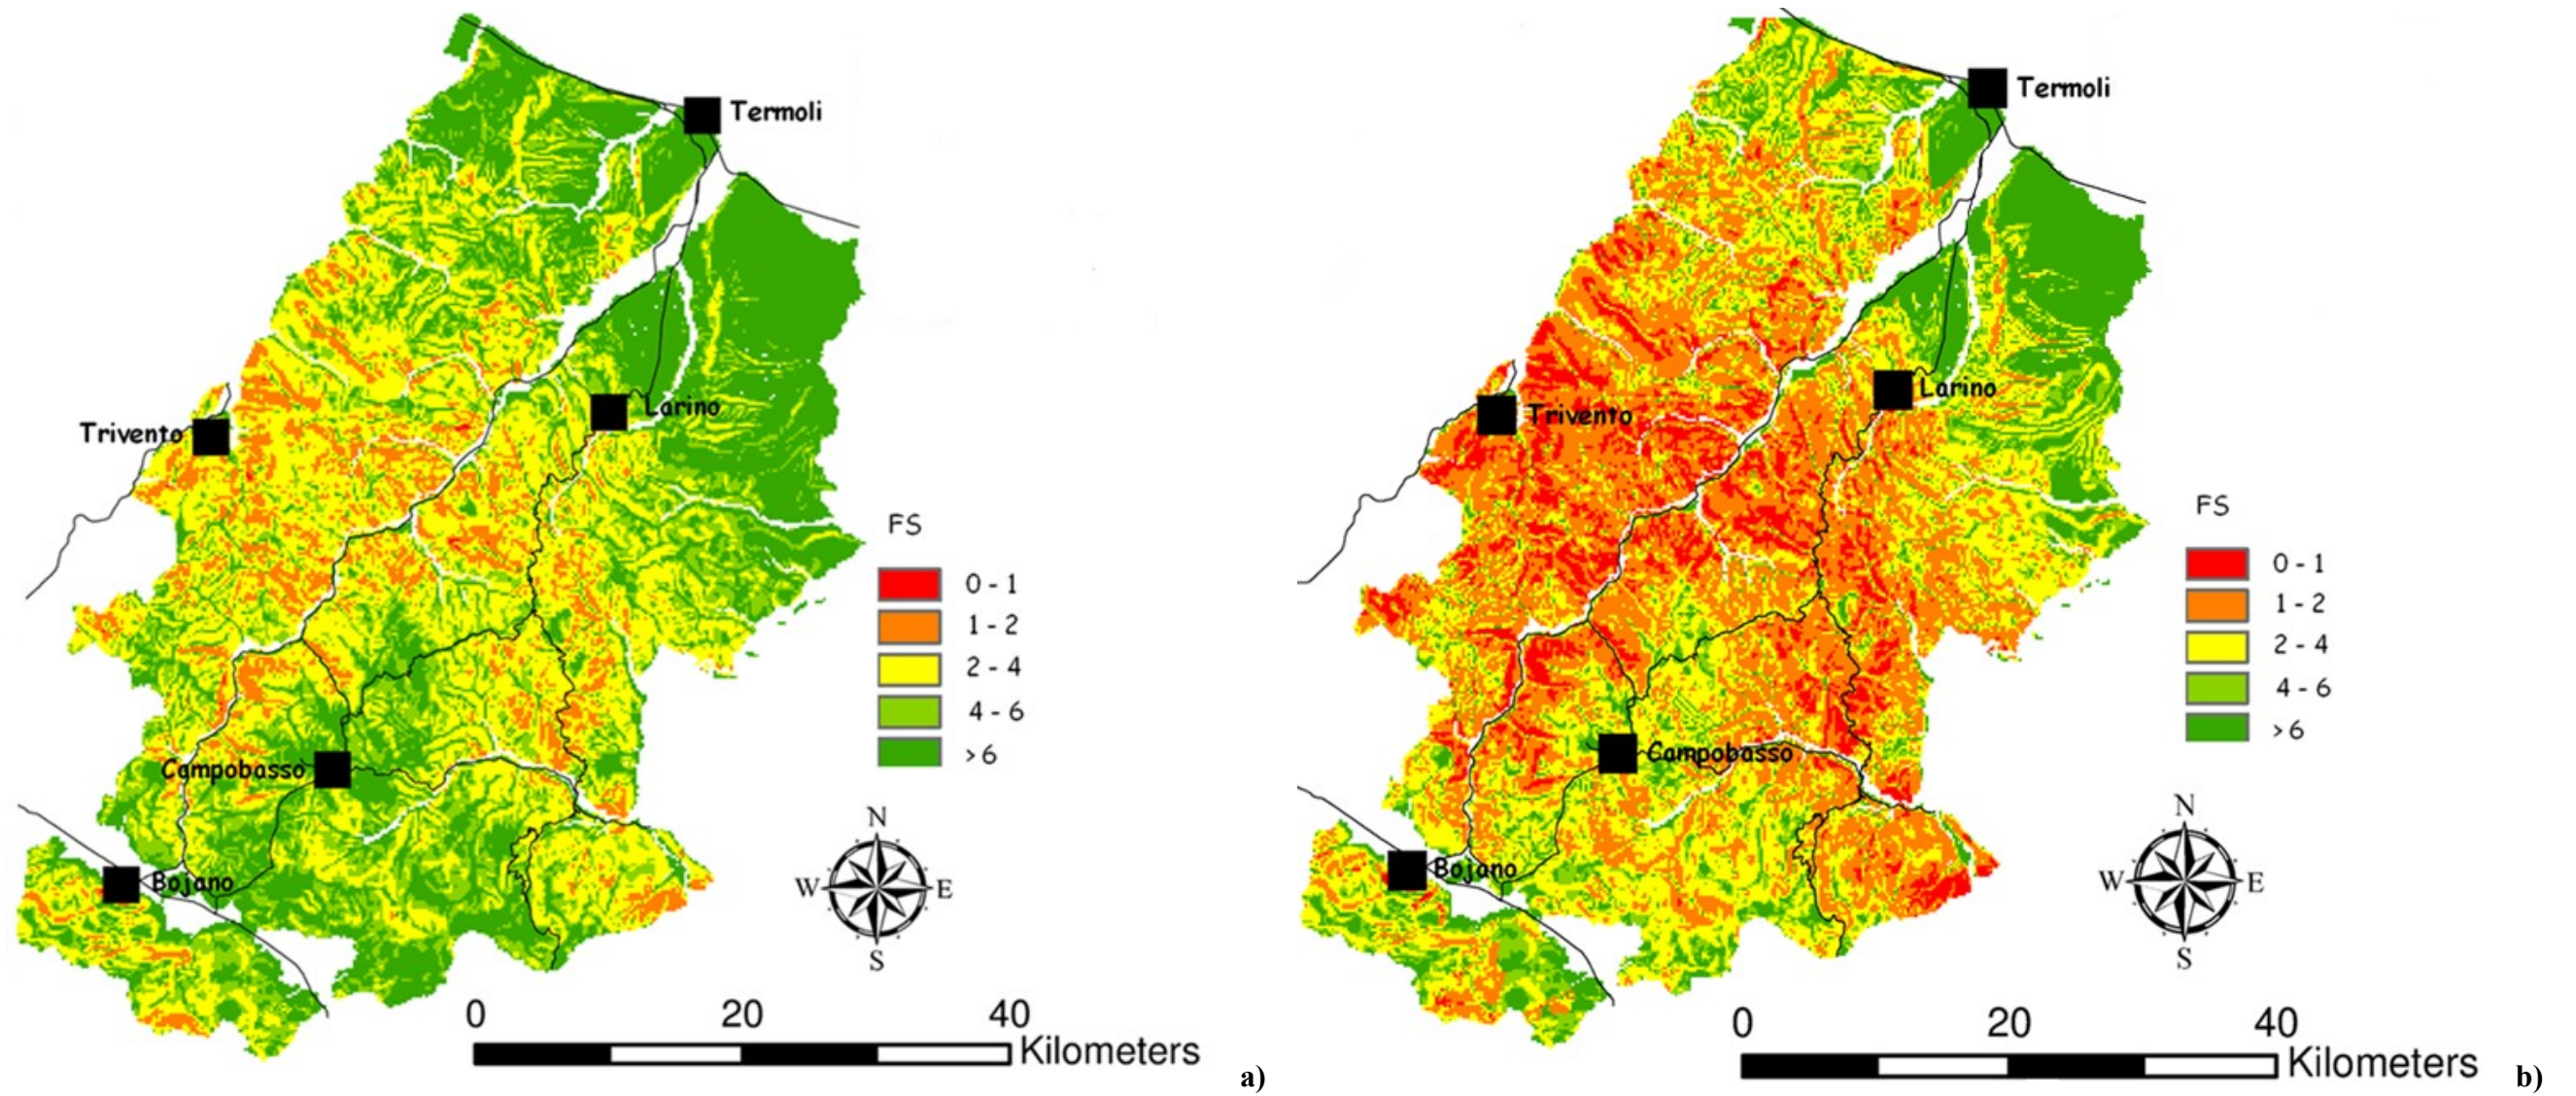 Termoli
Larino
Trivento
Campobasso
Bojano
FS
0 - 1
1 - 2
2 - 4
4 - 6
>6
N
W E
S
0 20 40
Kilometers
a)
Termoli
Larino
Trivento
Campobasso
Bojano
FS
0 - 1
1 - 2
2 - 4
4 - 6
>6
N
W E
S
0 20 40
Kilometers
b)